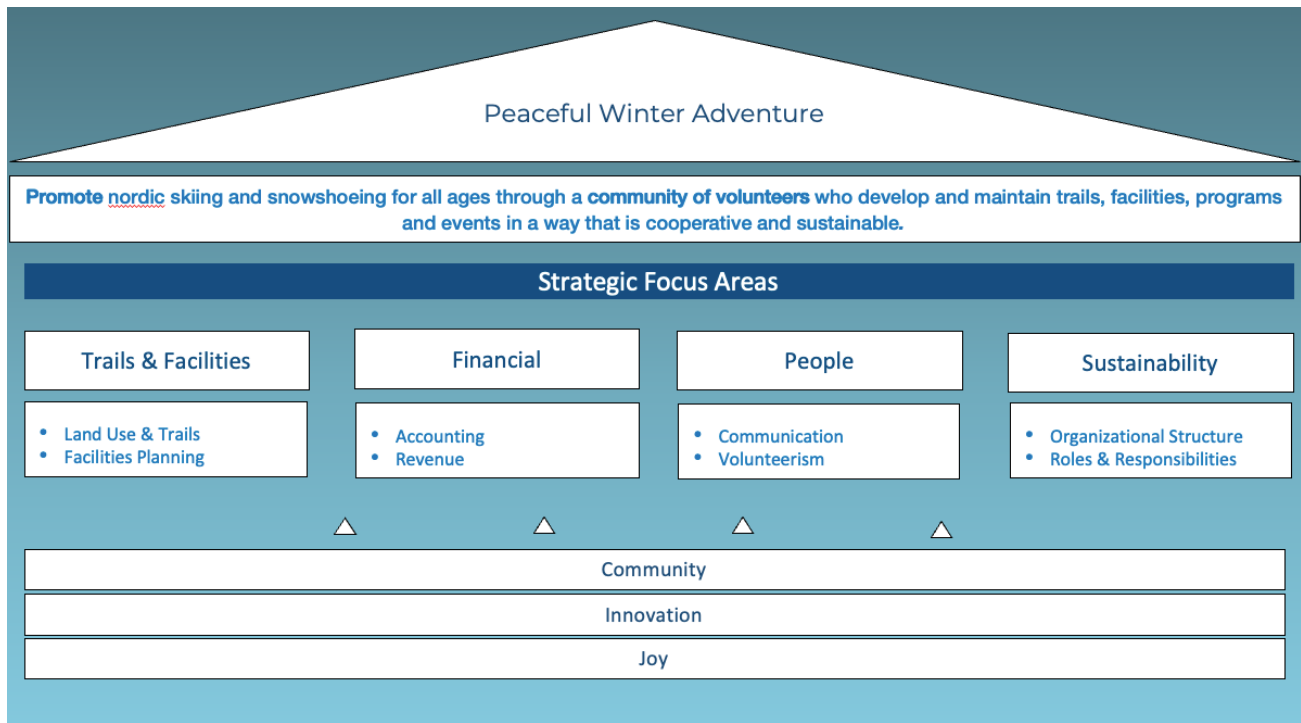 Peaceful Winter Adventure
Promote nordic skiing and snowshoeing for all ages through a community of volunteers who develop and maintain trails, facilities, programs
and events in a way that is cooperative and sustainable.
Strategic Focus Areas
Trails & Facilities
• Land Use & Trails
• Facilities Planning
Financial
• Accounting
• Revenue
People
• Communication
• Volunteerism
Sustainability
• Organizational Structure
• Roles & Responsibilities
Community
Innovation
Joy